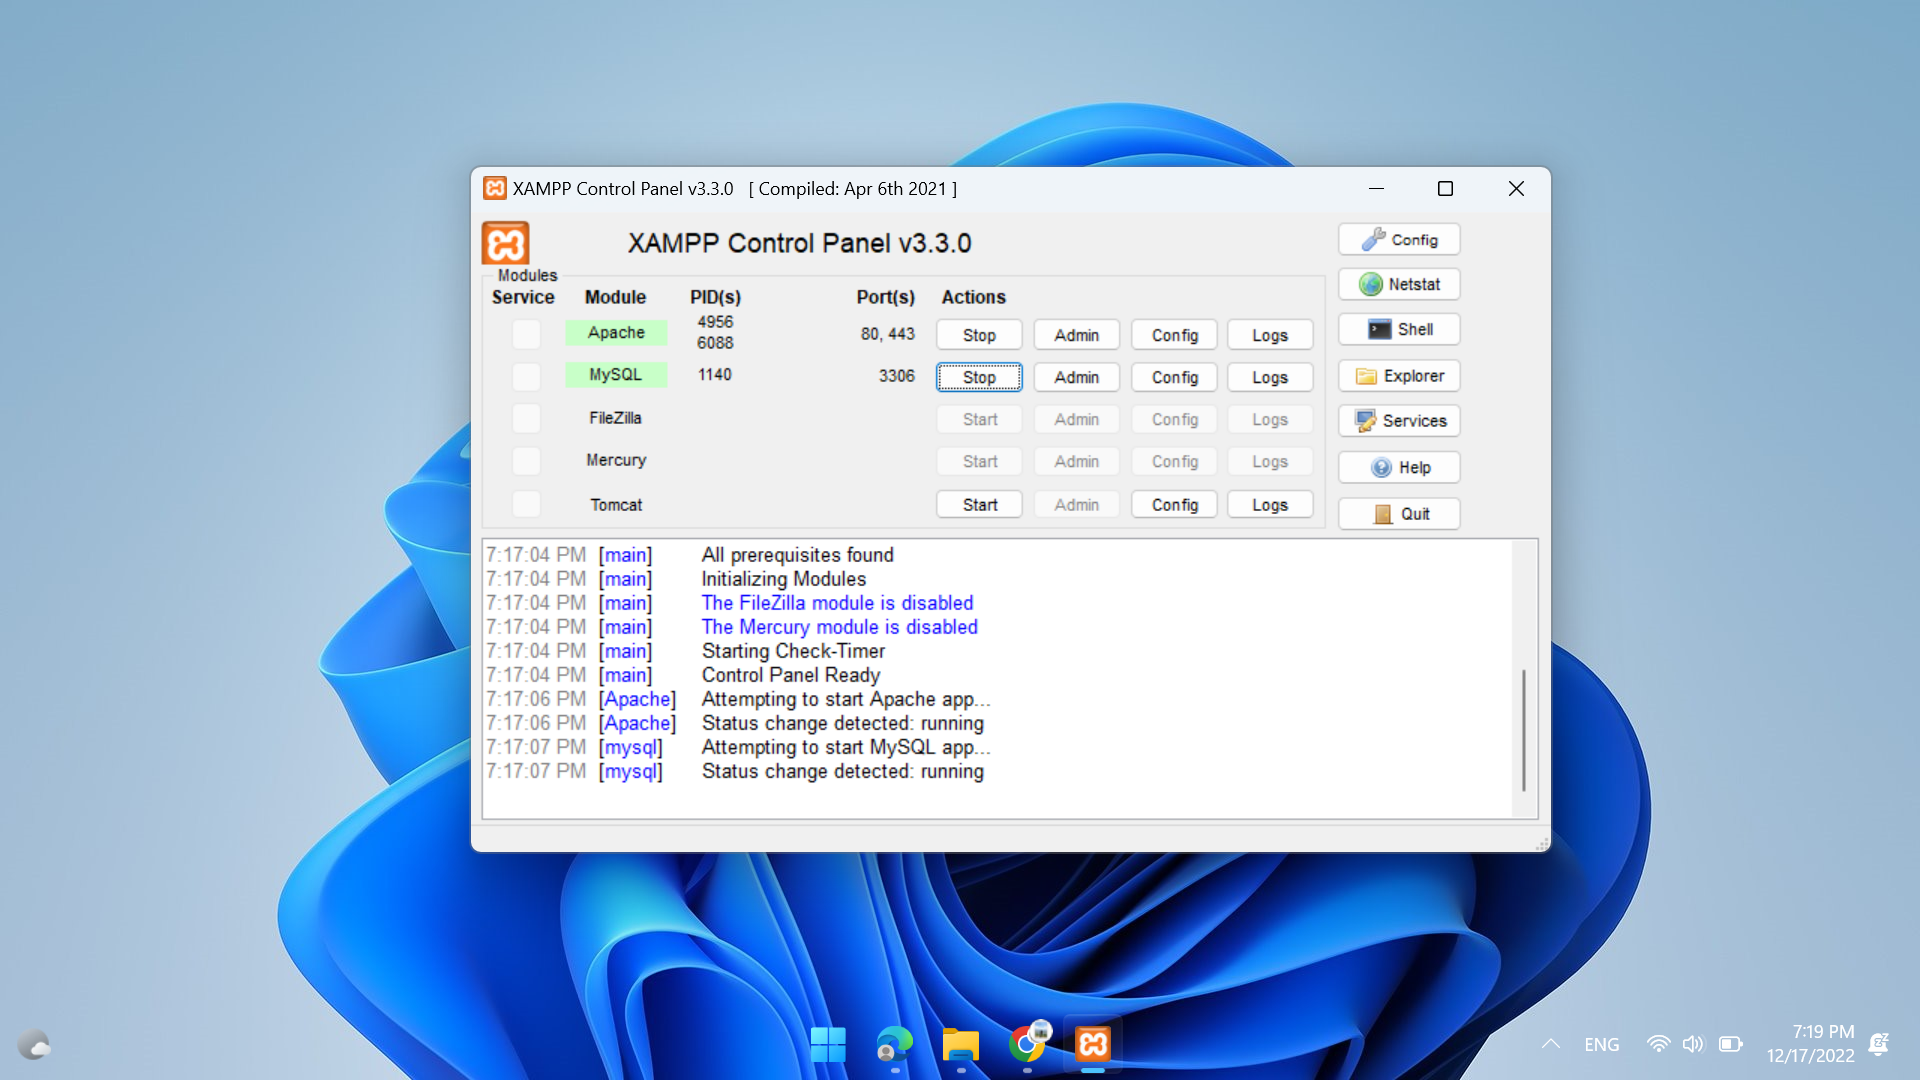 XAMPP Control Panel v3.3.0 [ Compiled: Apr 6th 2021 ]
XAMPP Control Panel v3.3.0
Config
Netstat
Shell
Explorer
Services
Help
Quit
Modules
Service Module PID(s) Port(s) Actions
Apache 4956 6088 80, 443 Stop Admin Config Logs
MySQL 1140 3306 Stop Admin Config Logs
FileZilla Start Admin Config Logs
Mercury Start Admin Config Logs
Tomcat Start Admin Config Logs
7:17:04 PM [main] All prerequisites found
7:17:04 PM [main] Initializing Modules
7:17:04 PM [main] The FileZilla module is disabled
7:17:04 PM [main] The Mercury module is disabled
7:17:04 PM [main] Starting Check-Timer
7:17:04 PM [main] Control Panel Ready
7:17:06 PM [Apache] Attempting to start Apache app...
7:17:06 PM [Apache] Status change detected: running
7:17:07 PM [mysql] Attempting to start MySQL app...
7:17:07 PM [mysql] Status change detected: running
ENG
7:19 PM
12/17/2022